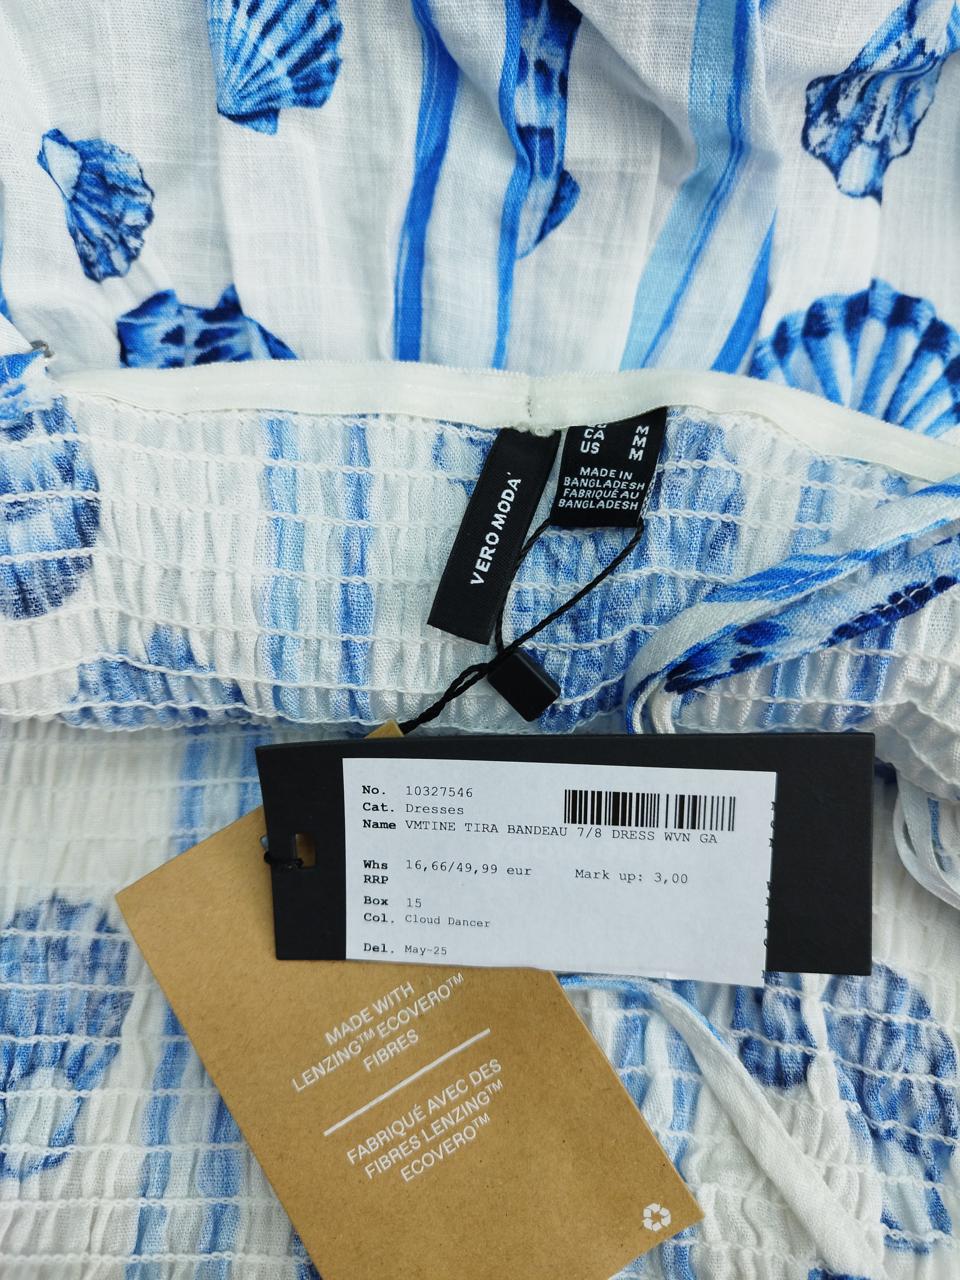 CA M
US M
M
MADE IN
BANGLADESH
FABRIQUÉ AU
BANGLADESH
VERO MODA
No. 10327546
Cat. Dresses
Name VMTINE TIRA BANDEAU 7/8 DRESS WVN GA
Whs 16,66/49,99 eur Mark up: 3,00
RRP
Box 15
Col. Cloud Dancer
Del. May-25
MADE WITH
LENZING™ ECOVERO™
FIBRES
FABRIQUÉ AVEC DES
FIBRES LENZING™
ECOVERO™